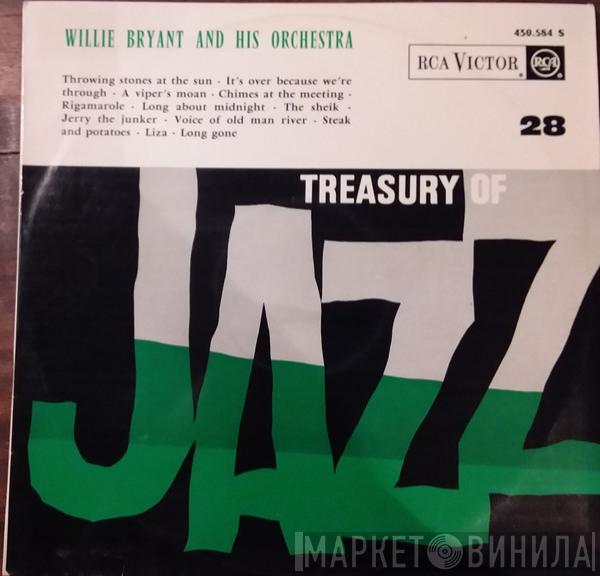 WILLIE BRYANT AND HIS ORCHESTRA
450.584 S
RCA VICTOR
RCA
Throwing stones at the sun · It's over because we're
through · A viper's moan · Chimes at the meeting ·
Rigamarole · Long about midnight · The sheik ·
Jerry the junker · Voice of old man river · Steak
and potatoes · Liza · Long gone
28
TREASURY OF
JAZZ
МАРКЕТ ВИНИЛА